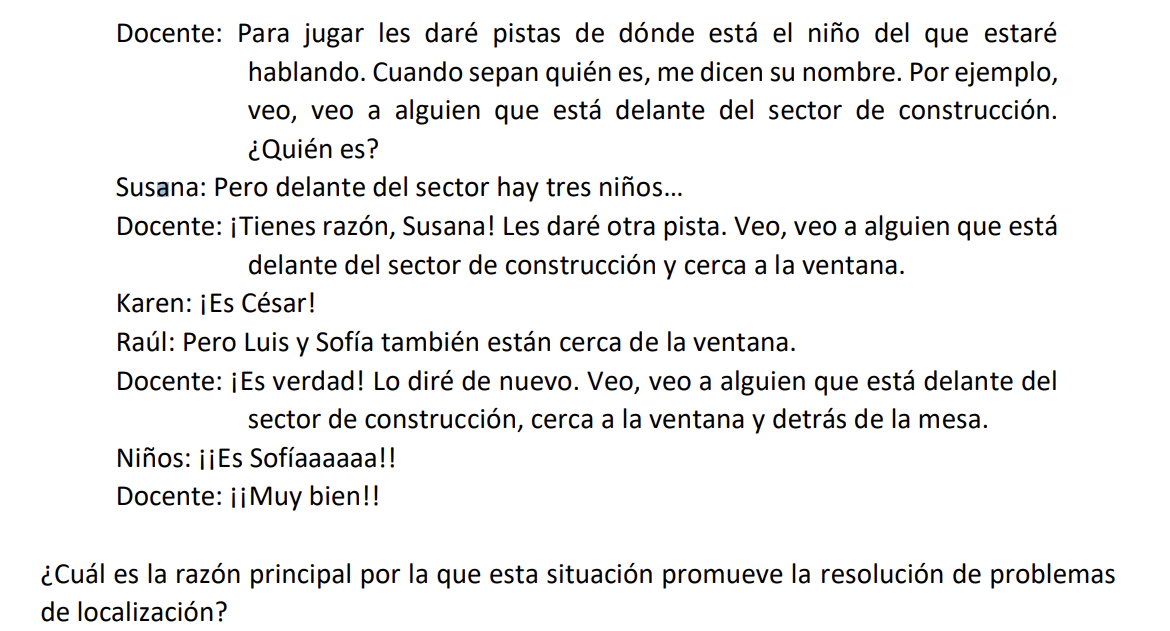 Docente: Para jugar les daré pistas de dónde está el niño del que estaré
hablando. Cuando sepan quién es, me dicen su nombre. Por ejemplo,
veo, veo a alguien que está delante del sector de construcción.
¿Quién es?
Susana: Pero delante del sector hay tres niños...
Docente: ¡Tienes razón, Susana! Les daré otra pista. Veo, veo a alguien que está
delante del sector de construcción y cerca a la ventana.
Karen: ¡Es César!
Raúl: Pero Luis y Sofía también están cerca de la ventana.
Docente: ¡Es verdad! Lo diré de nuevo. Veo, veo a alguien que está delante del
sector de construcción, cerca a la ventana y detrás de la mesa.
Niños: ¡¡Es Sofíaaaaaa!!
Docente: ¡¡Muy bien!!
¿Cuál es la razón principal por la que esta situación promueve la resolución de problemas
de localización?